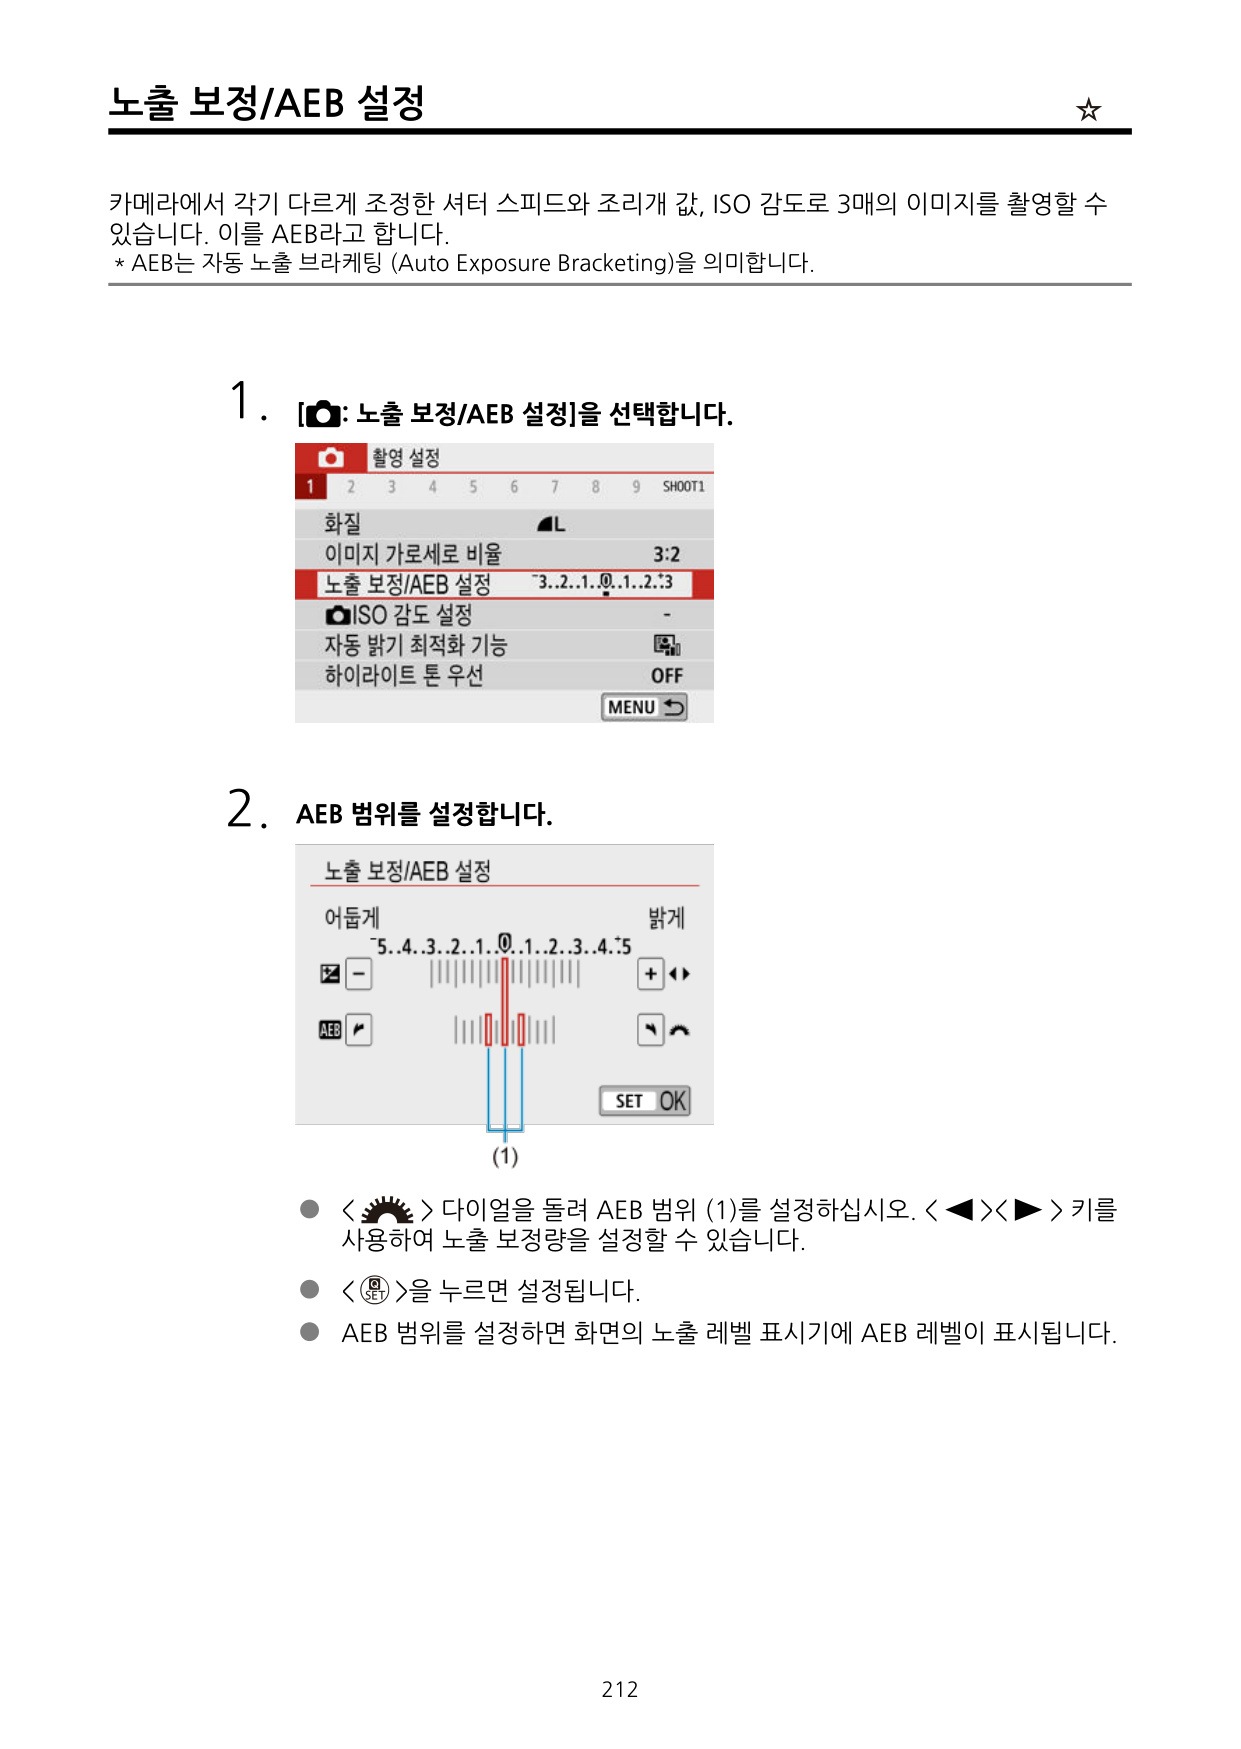 노출 보정/AEB 설정 ☆
카메라에서 각기 다르게 조정한 셔터 스피드와 조리개 값, ISO 감도로 3매의 이미지를 촬영할 수
있습니다. 이를 AEB라고 합니다.
* AEB는 자동 노출 브라케팅 (Auto Exposure Bracketing)을 의미합니다.
1. [📷: 노출 보정/AEB 설정]을 선택합니다.
촬영 설정
1 2 3 4 5 6 7 8 9 SHOOT1
화질 L
이미지 가로세로 비율 3:2
노출 보정/AEB 설정 -3..2..1..0..1..2.+3
ISO 감도 설정 -
자동 밝기 최적화 기능
하이라이트 톤 우선 OFF
MENU
2. AEB 범위를 설정합니다.
노출 보정/AEB 설정
어둡게 밝게
-5..4..3..2..1..0..1..2..3..4.+5
− +
AEB
SET OK
(1)
● < > 다이얼을 돌려 AEB 범위 (1)를 설정하십시오. < ◀ >< ▶ > 키를
사용하여 노출 보정량을 설정할 수 있습니다.
● < Q SET >을 누르면 설정됩니다.
● AEB 범위를 설정하면 화면의 노출 레벨 표시기에 AEB 레벨이 표시됩니다.
212